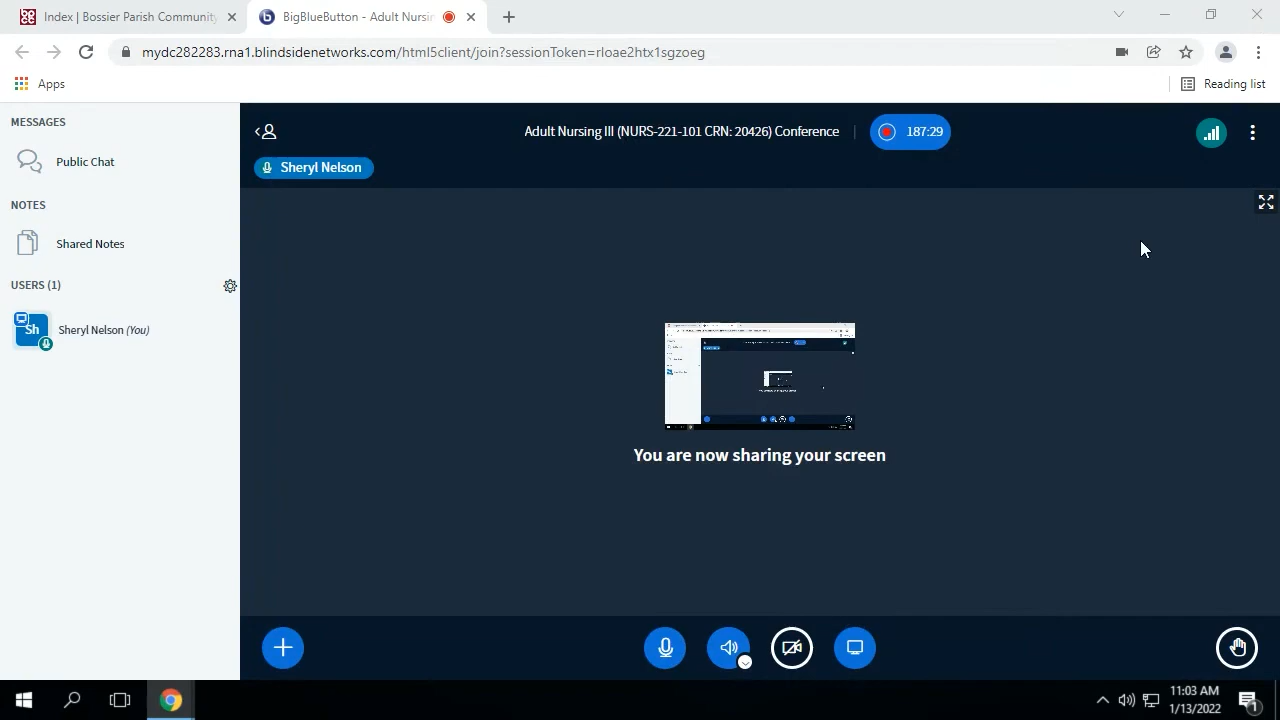 Index | Bossier Parish Community
BigBlueButton - Adult Nursin
mydc282283.rna1.blindsidenetworks.com/html5client/join?sessionToken=rloae2htx1sgzoeg
Apps
Reading list
MESSAGES
Public Chat
NOTES
Shared Notes
USERS (1)
Sh
Sheryl Nelson (You)
Adult Nursing III (NURS-221-101 CRN: 20426) Conference
187:29
Sheryl Nelson
You are now sharing your screen
11:03 AM
1/13/2022
1